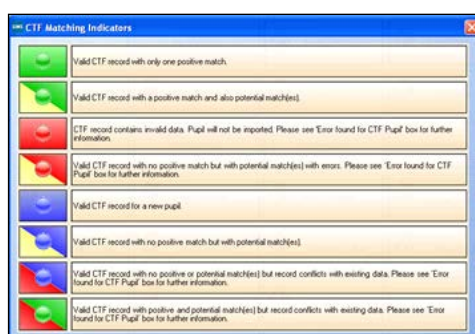 CTF Matching Indicators
Valid CTF record with only one positive match.
Valid CTF record with a positive match and also potential match(es).
CTF record contains invalid data. Pupil will not be imported. Please see 'Error found for CTF Pupil' box for further
information.
Valid CTF record with no positive match but with potential match(es) with errors. Please see 'Error found for CTF
Pupil' box for further information.
Valid CTF record for a new pupil
Valid CTF record with no positive match but with potential match(es).
Valid CTF record with no positive or potential match(es) but record conflicts with existing data. Please see 'Error
found for CTF Pupil' box for further information.
Valid CTF record with positive and potential match(es) but record conflicts with existing data. Please see 'Error
found for CTF Pupil' box for further information.